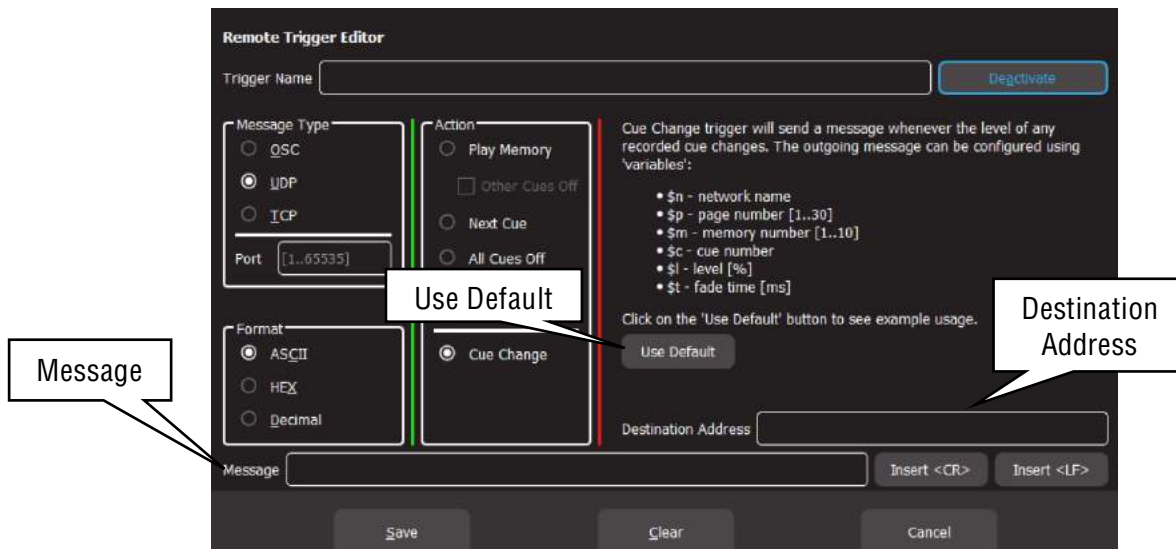 Remote Trigger Editor
Trigger Name
Deactivate
Message Type
OSC
UDP
TCP
Port [1..65535]
Format
ASCII
HEX
Decimal
Action
Play Memory
Other Cues Off
Next Cue
All Cues Off
Cue Change
Cue Change trigger will send a message whenever the level of any
recorded cue changes. The outgoing message can be configured using
'variables':
• $n - network name
• $p - page number [1..30]
• $m - memory number [1..10]
• $c - cue number
• $l - level [%]
• $t - fade time [ms]
Click on the 'Use Default' button to see example usage.
Use Default
Destination Address
Message
Insert <CR>
Insert <LF>
Save
Clear
Cancel
Use Default
Destination
Address
Message